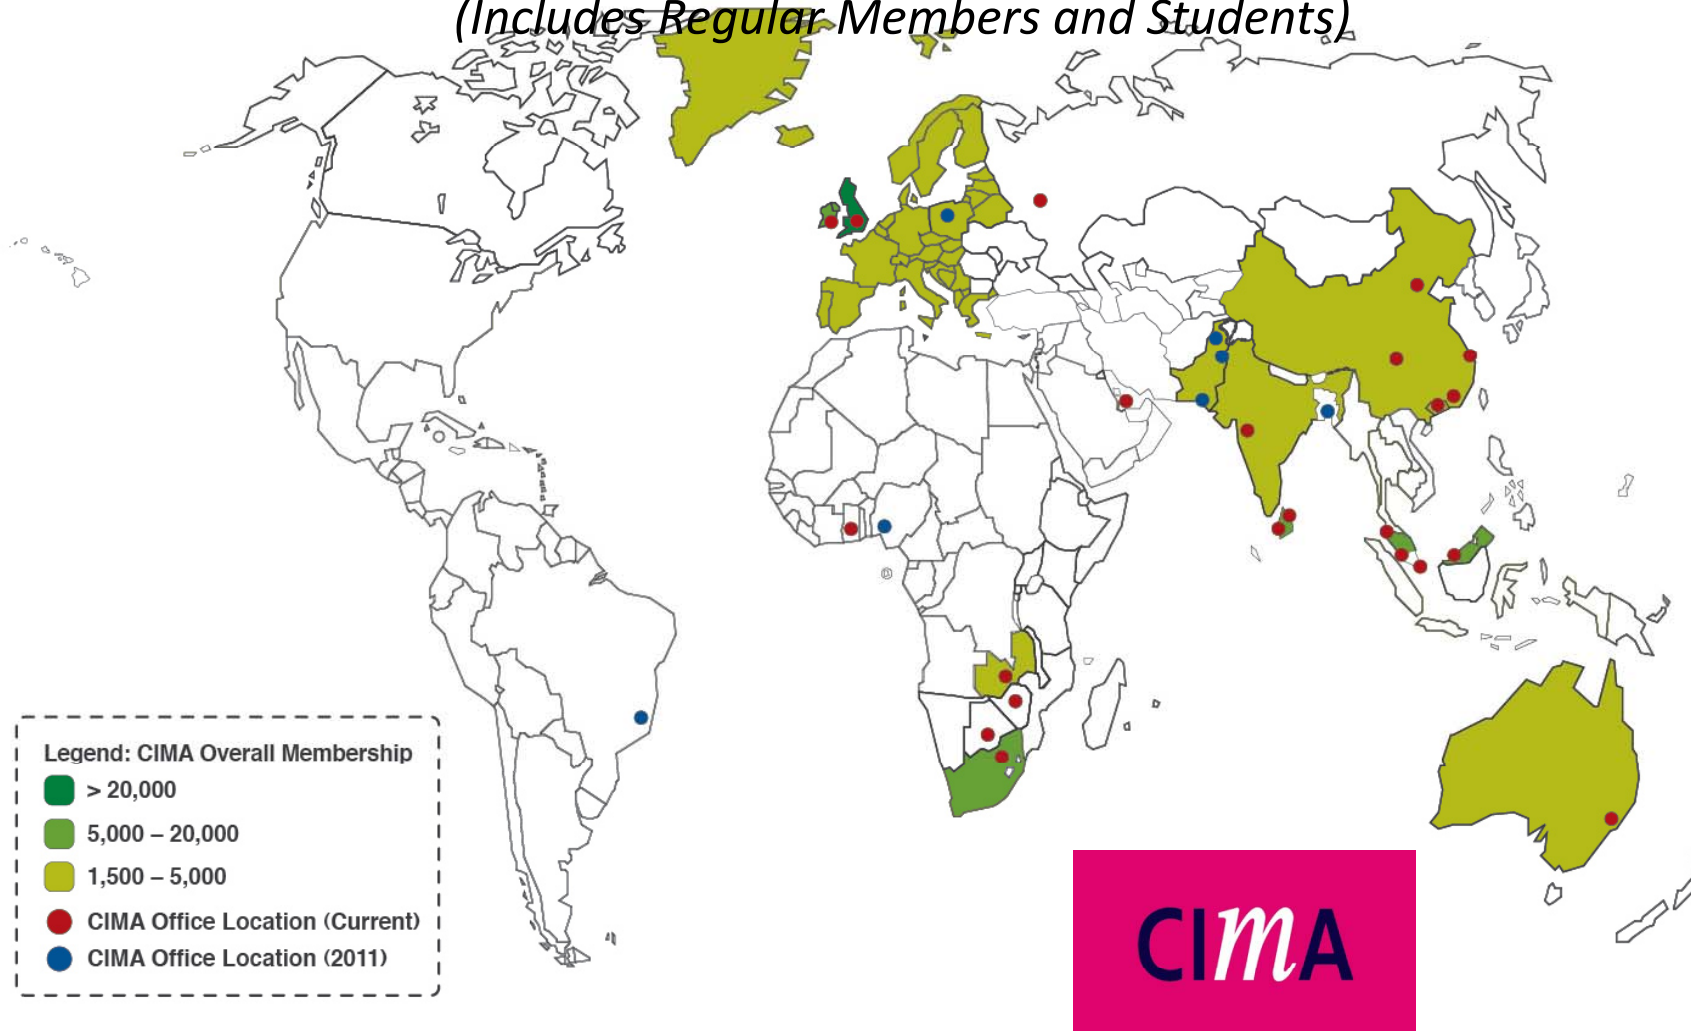 (Includes Regular Members and Students)
Legend: CIMA Overall Membership
> 20,000
5,000 – 20,000
1,500 – 5,000
CIMA Office Location (Current)
CIMA Office Location (2011)
CIMA